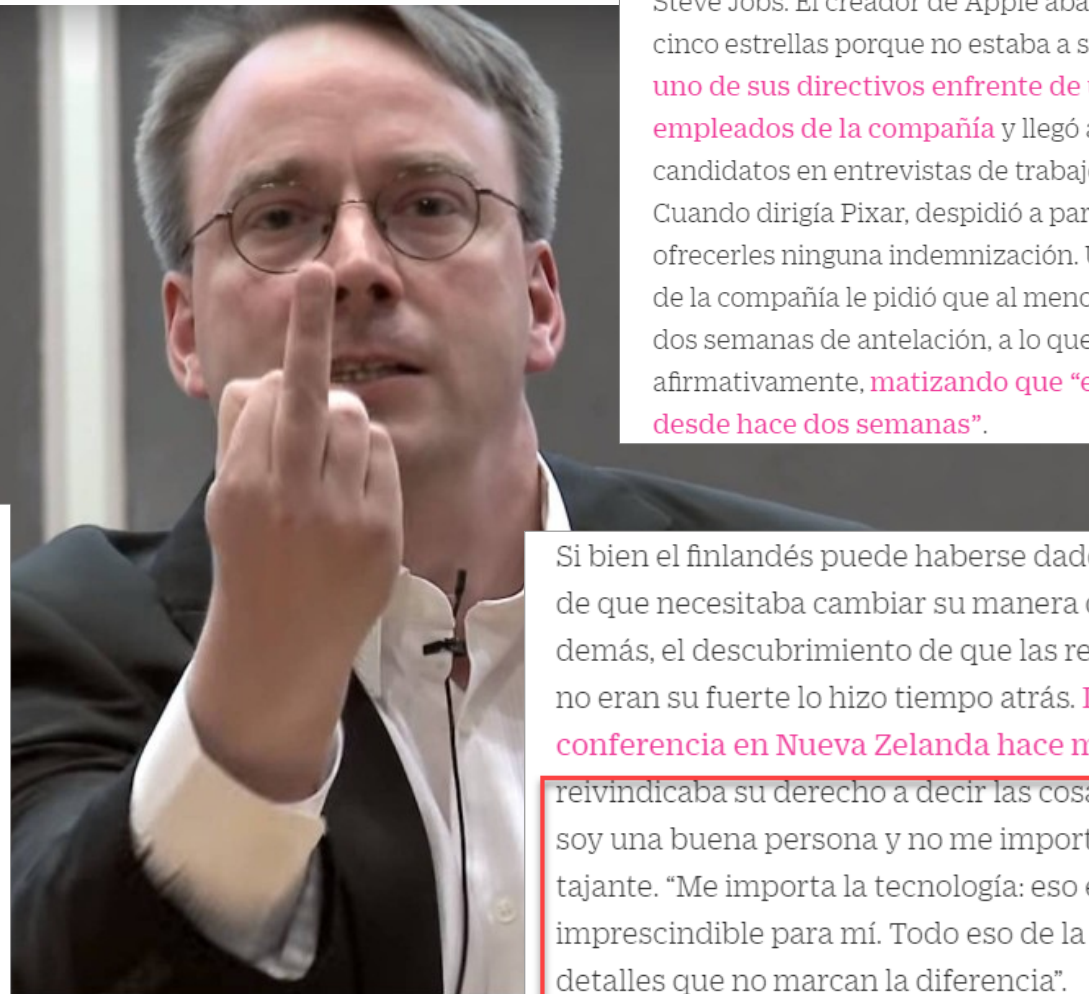 Steve Jobs. El creador de Apple aba
cinco estrellas porque no estaba a s
uno de sus directivos enfrente de
empleados de la compañía y llegó
candidatos en entrevistas de trabaj
Cuando dirigía Pixar, despidió a par
ofrecerles ninguna indemnización.
de la compañía le pidió que al meno
dos semanas de antelación, a lo que
afirmativamente, matizando que “e
desde hace dos semanas”.
Si bien el finlandés puede haberse dad
de que necesitaba cambiar su manera
demás, el descubrimiento de que las re
no eran su fuerte lo hizo tiempo atrás.
conferencia en Nueva Zelanda hace m
reivindicaba su derecho a decir las cosa
soy una buena persona y no me import
tajante. “Me importa la tecnología: eso e
imprescindible para mí. Todo eso de la
detalles que no marcan la diferencia”.